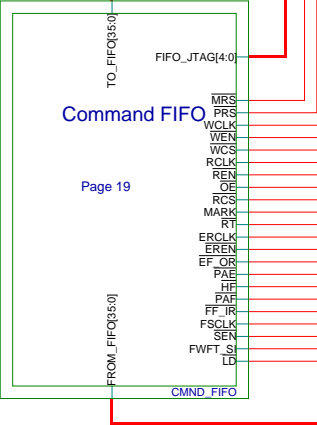 TO_FIFO[35:0]
FIFO_JTAG[4:0]
MRS
Command FIFO
PRS
WCLK
WEN
WCS
RCLK
REN
Page 19
OE
RCS
MARK
RT
ERCLK
EREN
EF_OR
PAE
HF
PAF
FF_IR
FROM_FIFO[35:0]
FSCLK
SEN
FWFT_SI
LD
CMND_FIFO